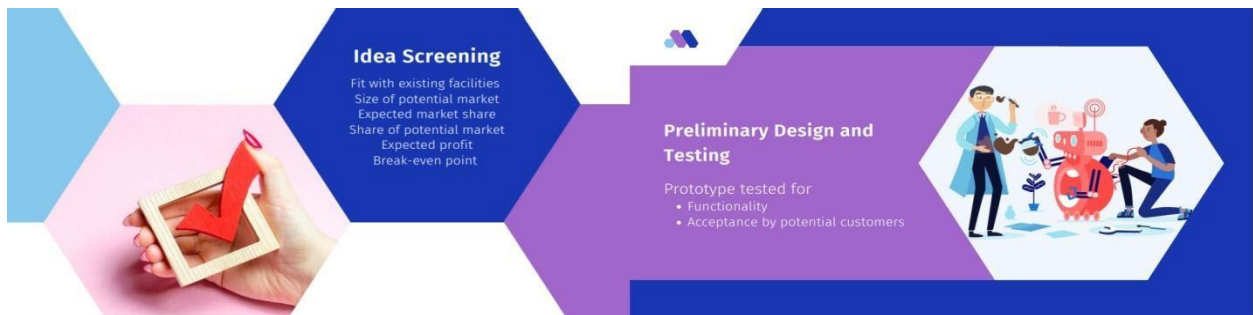 Idea Screening
Fit with existing facilities
Size of potential market
Expected market share
Share of potential market
Expected profit
Break-even point
Preliminary Design and
Testing
Prototype tested for
• Functionality
• Acceptance by potential customers